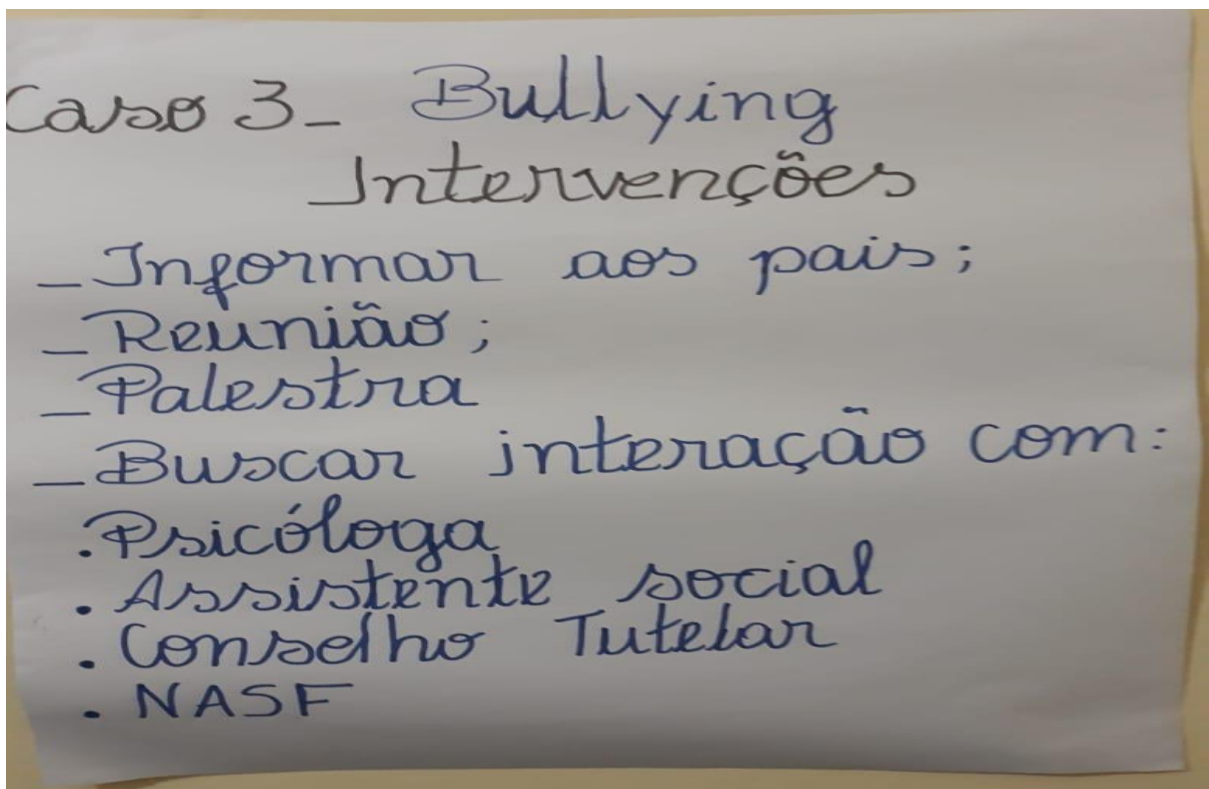 Caso 3_ Bullying
Intervenções
_Informar aos pais;
_Reunião;
_Palestra
_Buscar interação com:
.Psicóloga
. Assistente social
. Conselho Tutelar
. NASF